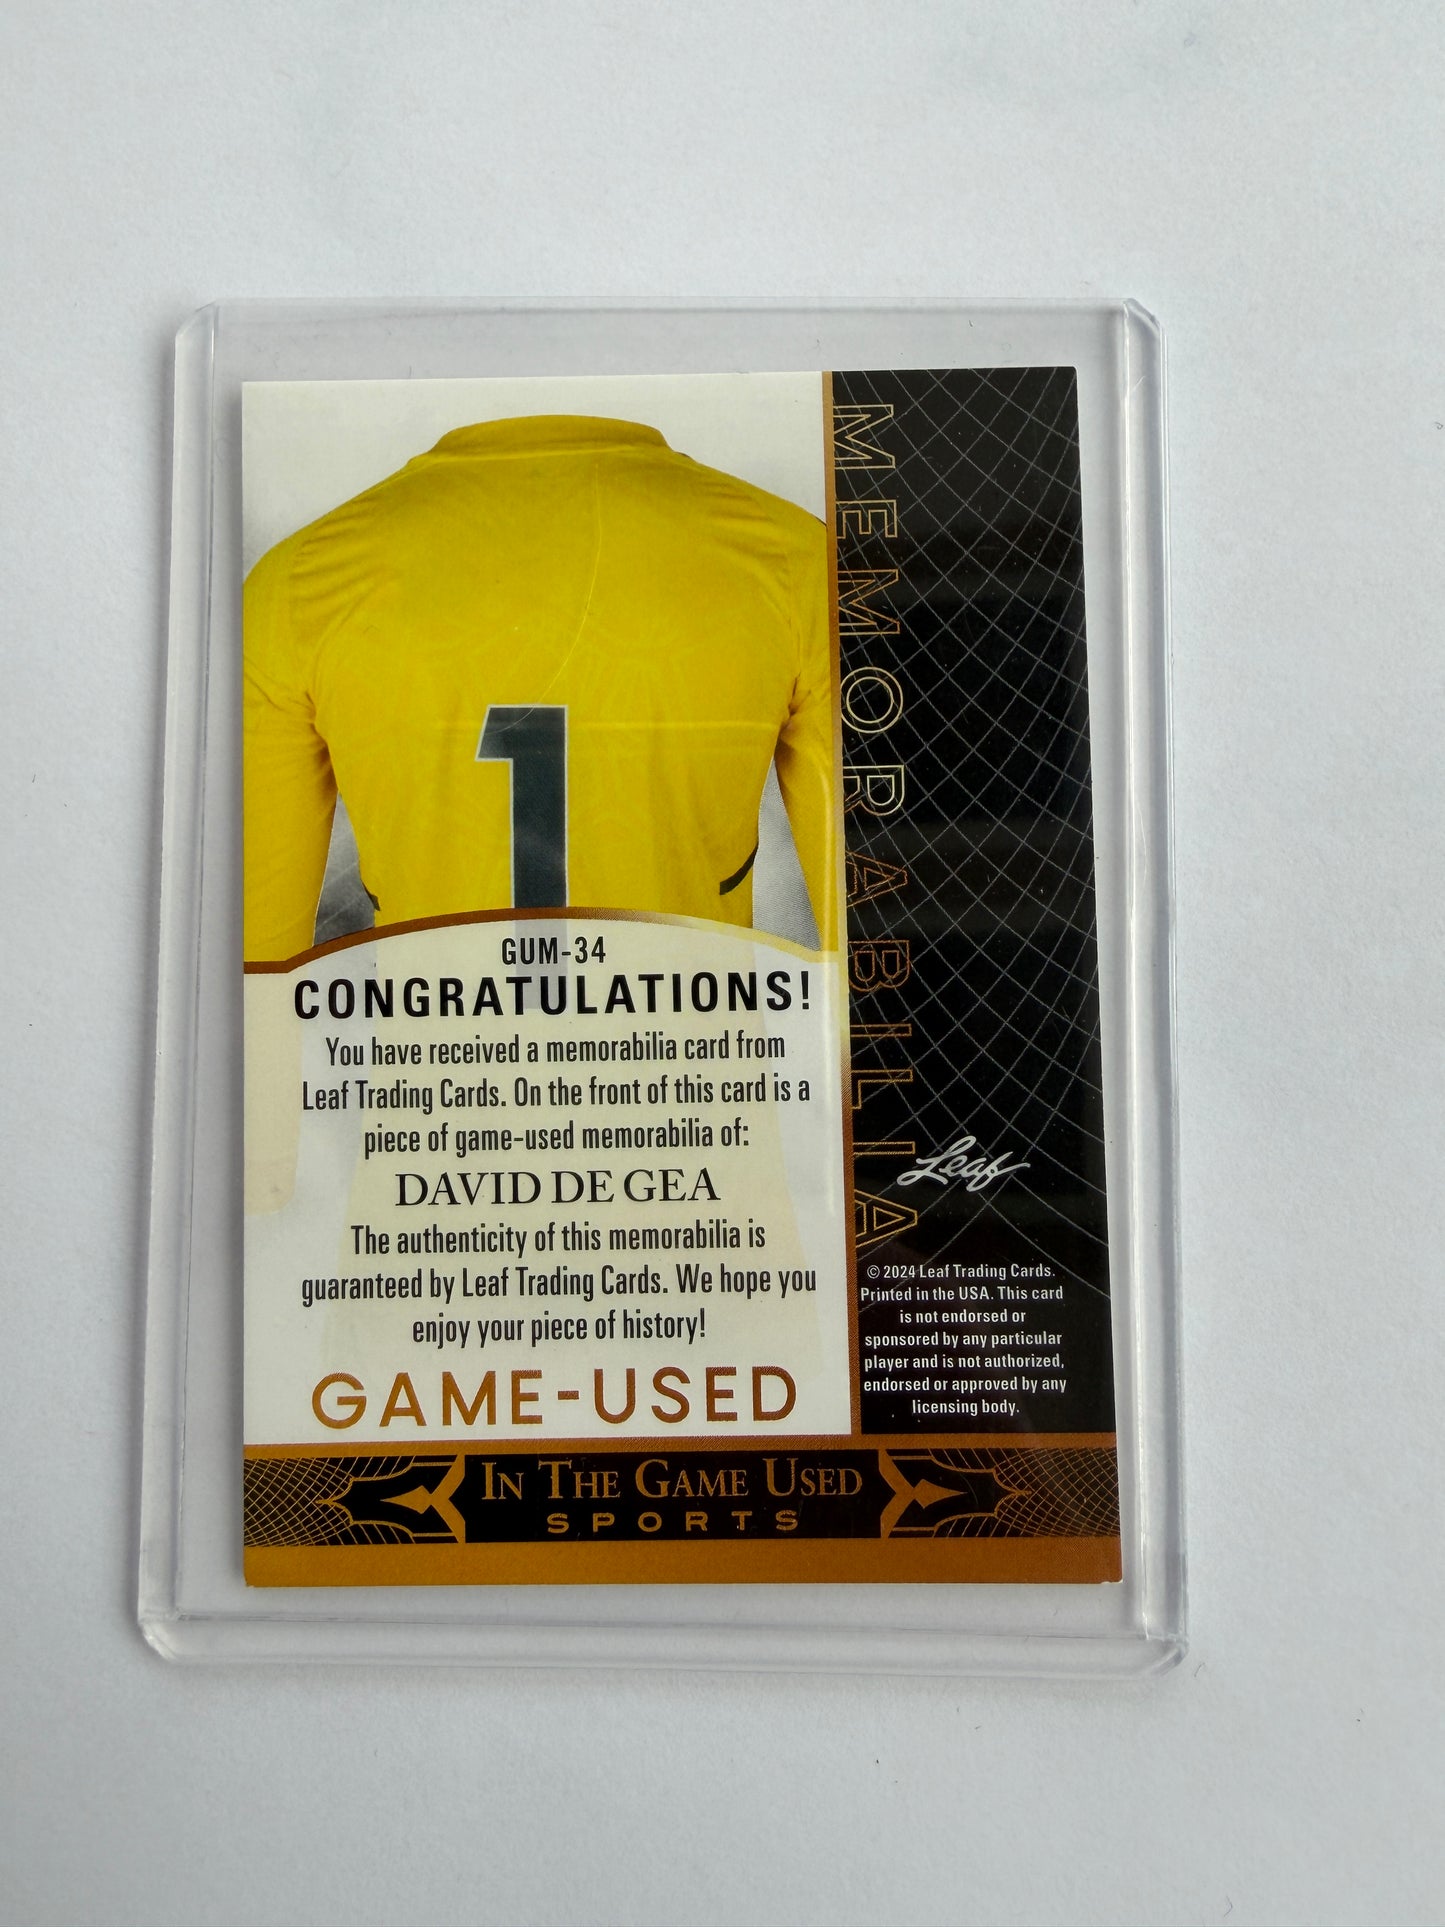 1
GUM-34
CONGRATULATIONS!
You have received a memorabilia card from
Leaf Trading Cards. On the front of this card is a
piece of game-used memorabilia of:
DAVID DE GEA
The authenticity of this memorabilia is
guaranteed by Leaf Trading Cards. We hope you
enjoy your piece of history!
GAME-USED
MEMORABILIA
Leaf
© 2024 Leaf Trading Cards.
Printed in the USA. This card
is not endorsed or
sponsored by any particular
player and is not authorized,
endorsed or approved by any
licensing body.
IN THE GAME USED
SPORTS